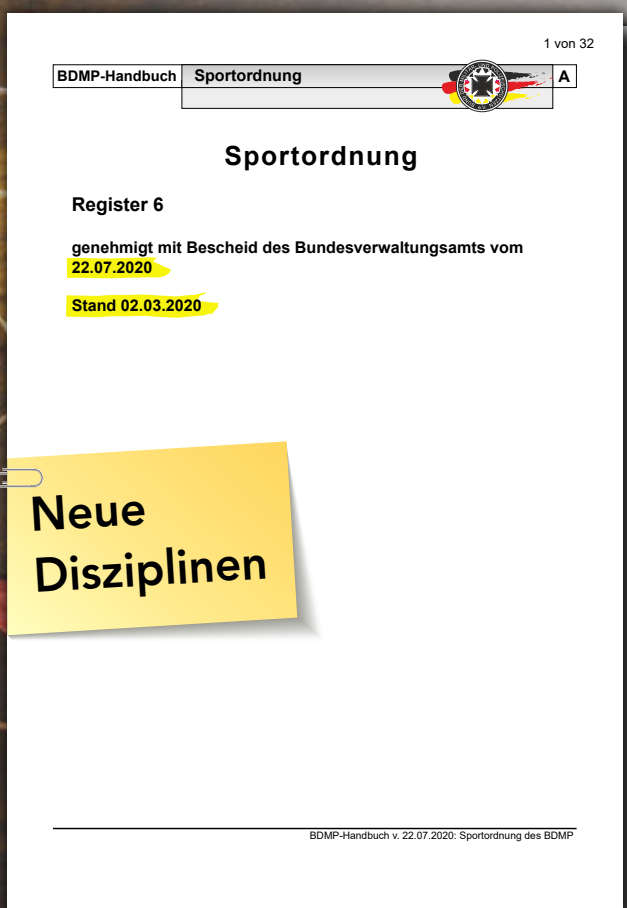 1 von 32
BDMP-Handbuch Sportordnung A
Sportordnung
Register 6
genehmigt mit Bescheid des Bundesverwaltungsamts vom
22.07.2020
Stand 02.03.2020
Neue
Disziplinen
BDMP-Handbuch v. 22.07.2020: Sportordnung des BDMP